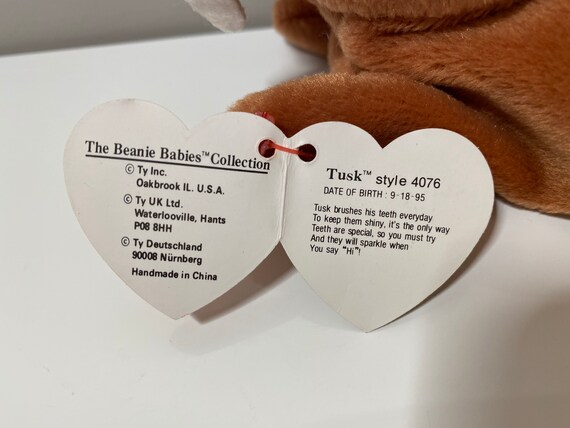 The Beanie Babies™Collection
© Ty Inc.
Oakbrook IL. U.S.A.
© Ty UK Ltd.
Waterlooville, Hants
P08 8HH
© Ty Deutschland
90008 Nürnberg
Handmade in China
Tusk™ style 4076
DATE OF BIRTH : 9-18-95
Tusk brushes his teeth everyday
To keep them shiny, it's the only way
Teeth are special, so you must try
And they will sparkle when
You say "Hi"!